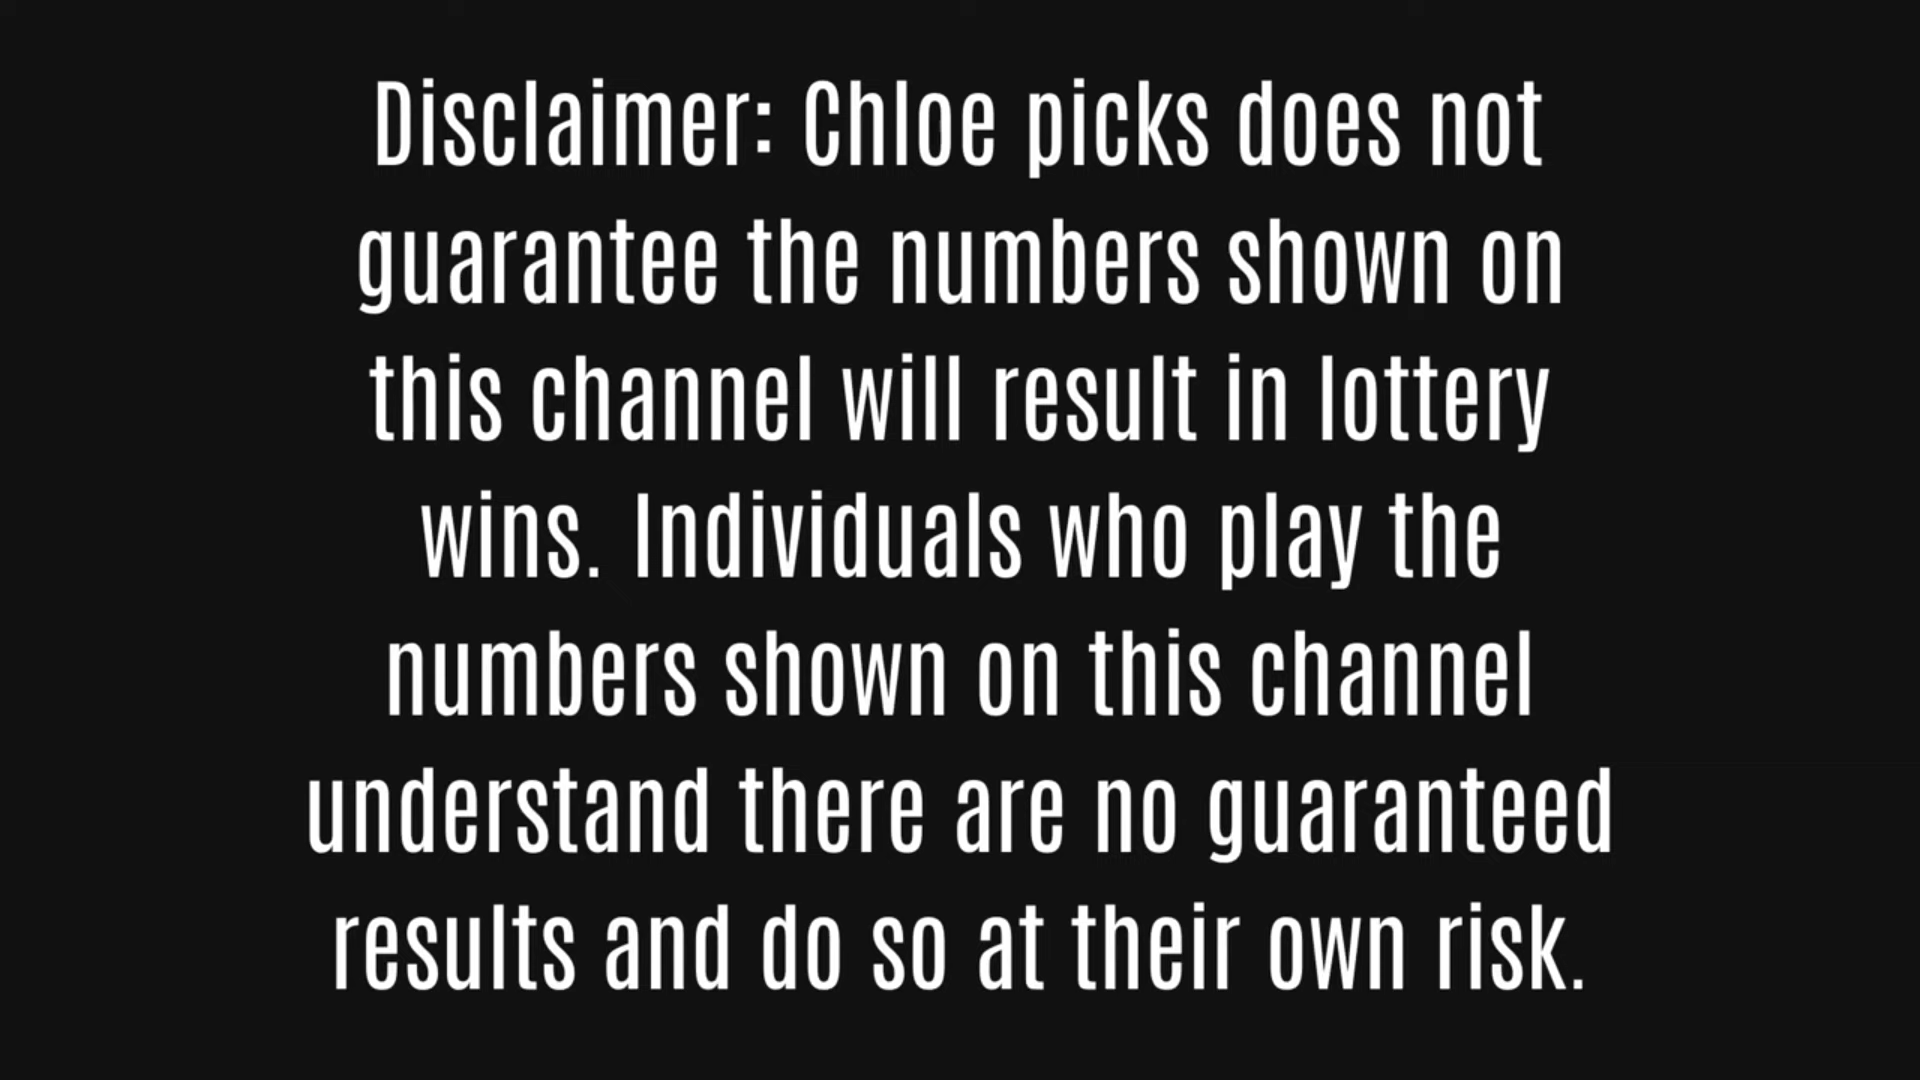 Disclaimer: Chloe picks does not
guarantee the numbers shown on
this channel will result in lottery
wins. Individuals who play the
numbers shown on this channel
understand there are no guaranteed
results and do so at their own risk.